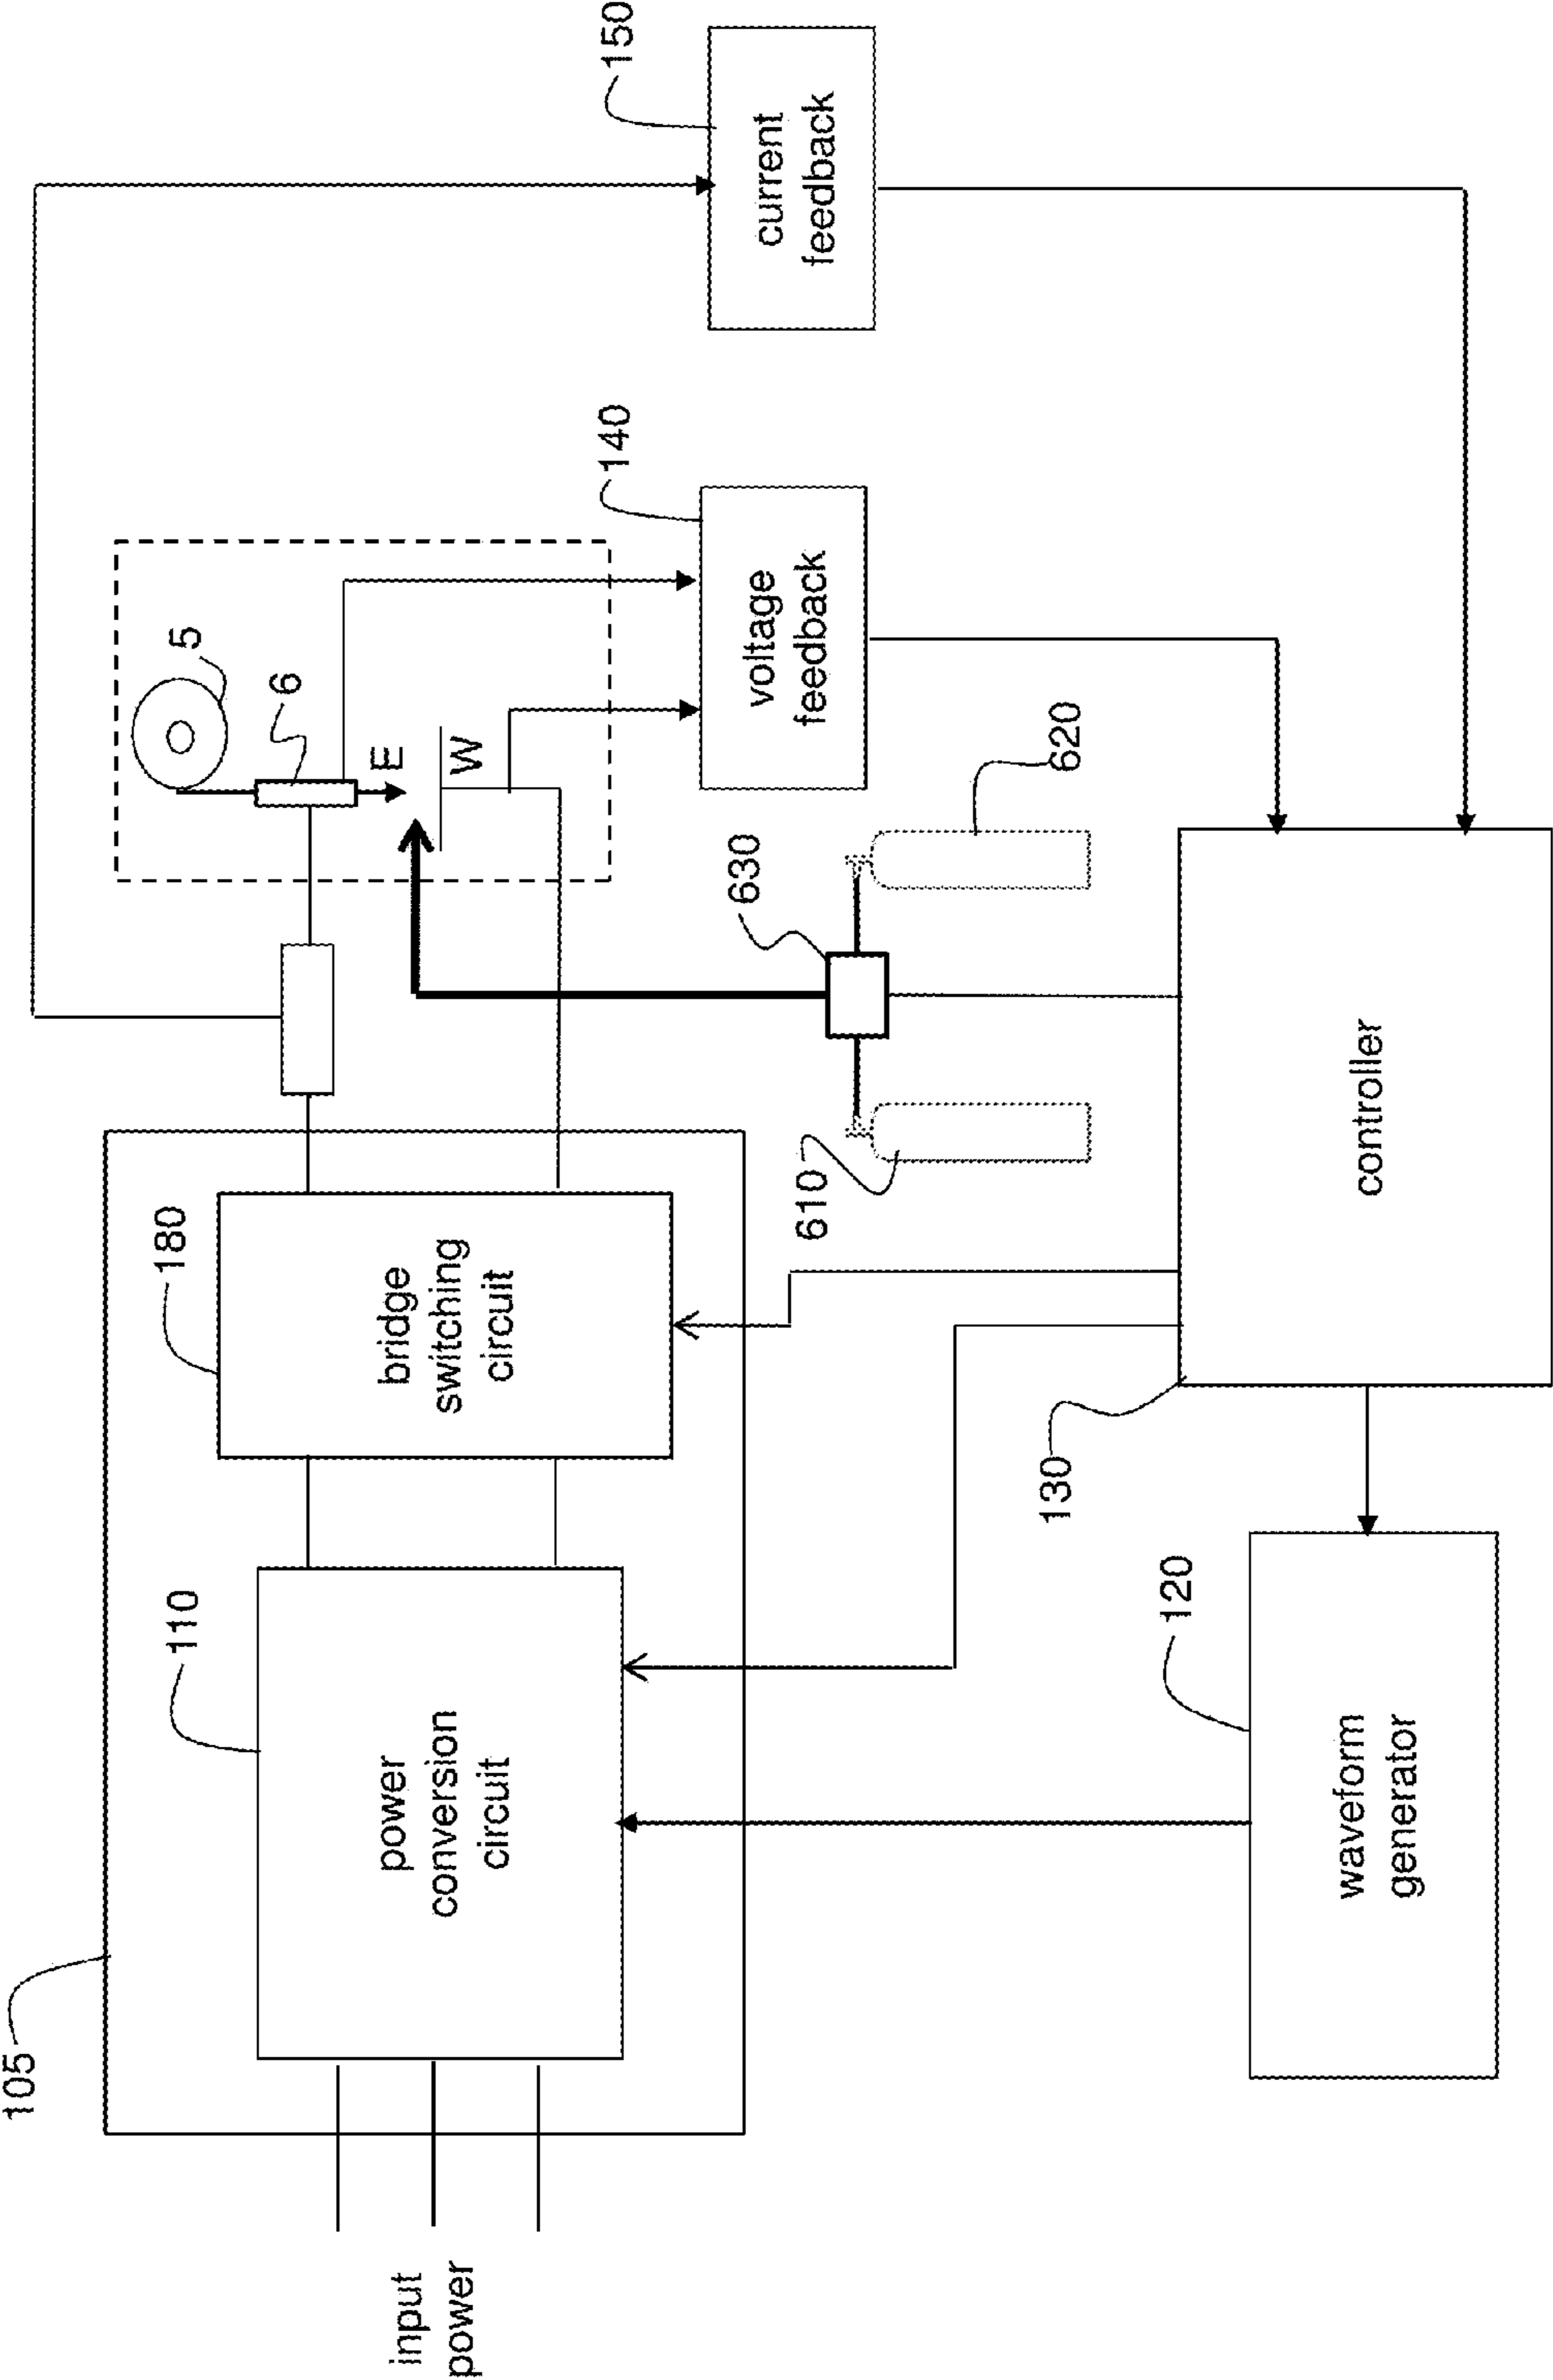 105
110
180
5
6
E
W
150
140
input
power
power
conversion
circuit
bridge
switching
circuit
voltage
feedback
current
feedback
610
630
620
120
130
waveform
generator
controller